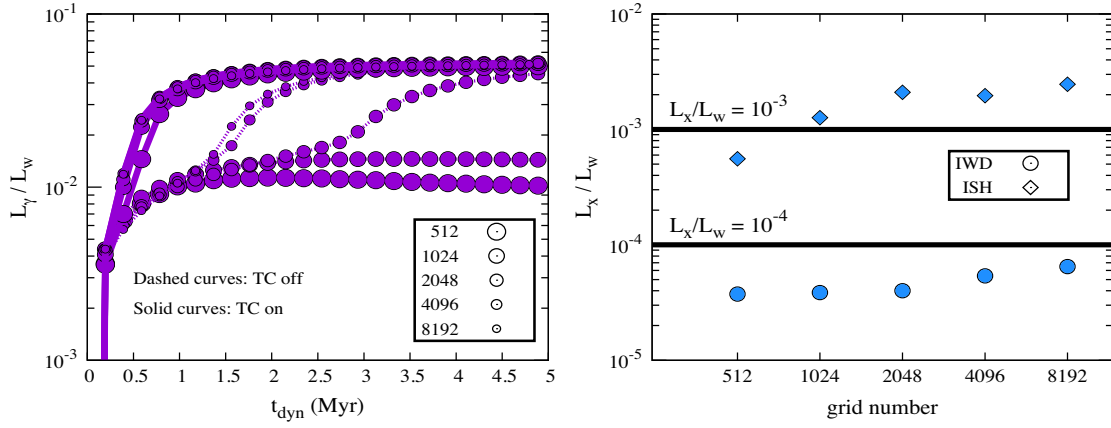 10⁻¹
10⁻²
10⁻³
L_γ / L_w
Dashed curves: TC off
Solid curves: TC on
512
1024
2048
4096
8192
0 0.5 1 1.5 2 2.5 3 3.5 4 4.5 5
t_dyn (Myr)
10⁻²
10⁻³
10⁻⁴
10⁻⁵
L_x / L_w
L_x/L_w = 10⁻³
IWD
ISH
L_x/L_w = 10⁻⁴
512 1024 2048 4096 8192
grid number